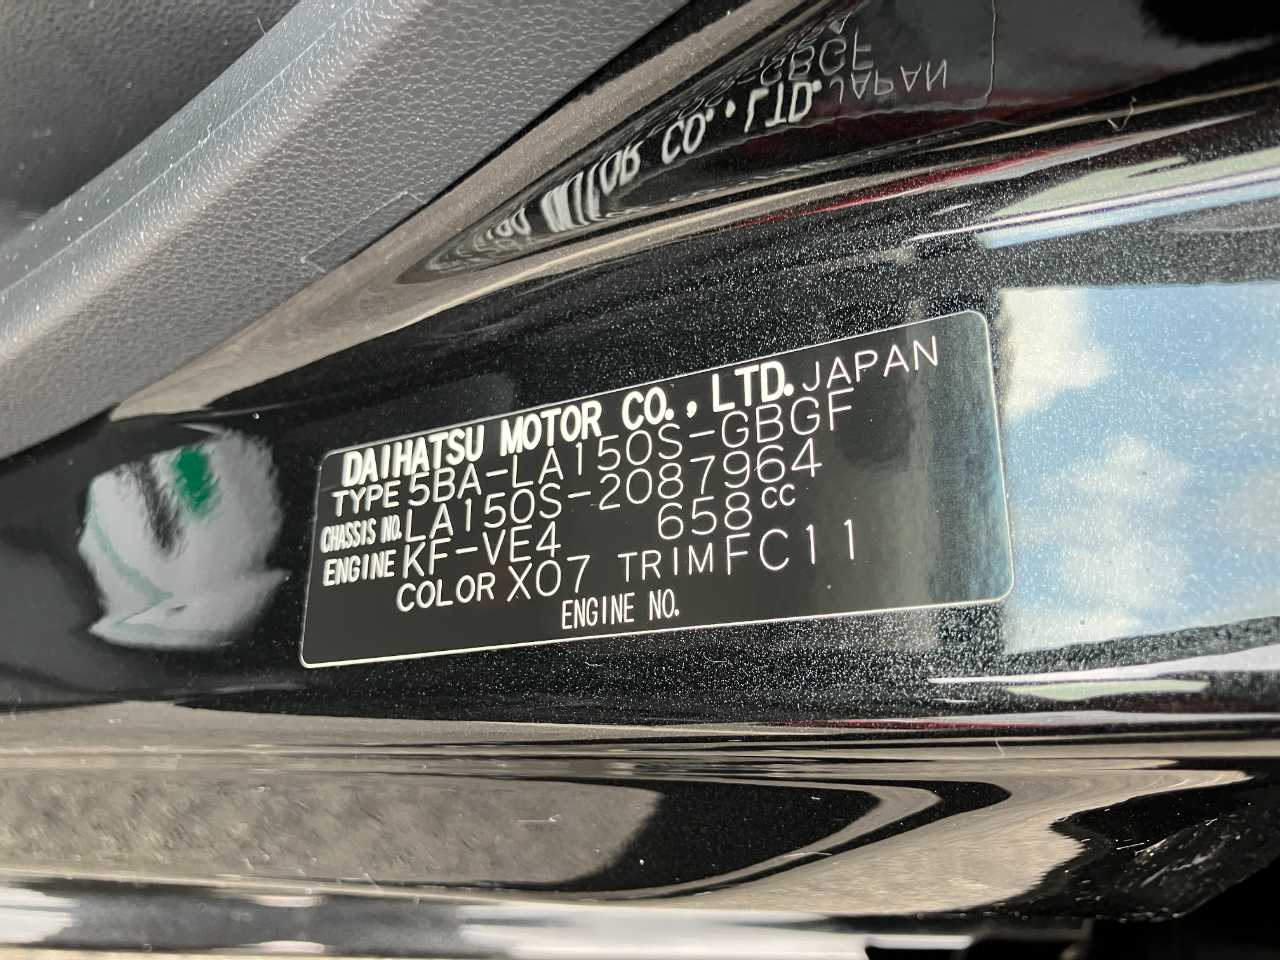 DAIHATSU MOTOR CO., LTD. JAPAN
TYPE 5BA-LA150S-GBGF
CHASSIS NO. LA150S-2087964
ENGINE KF-VE4 658cc
COLOR X07 TRIM FC11
ENGINE NO.